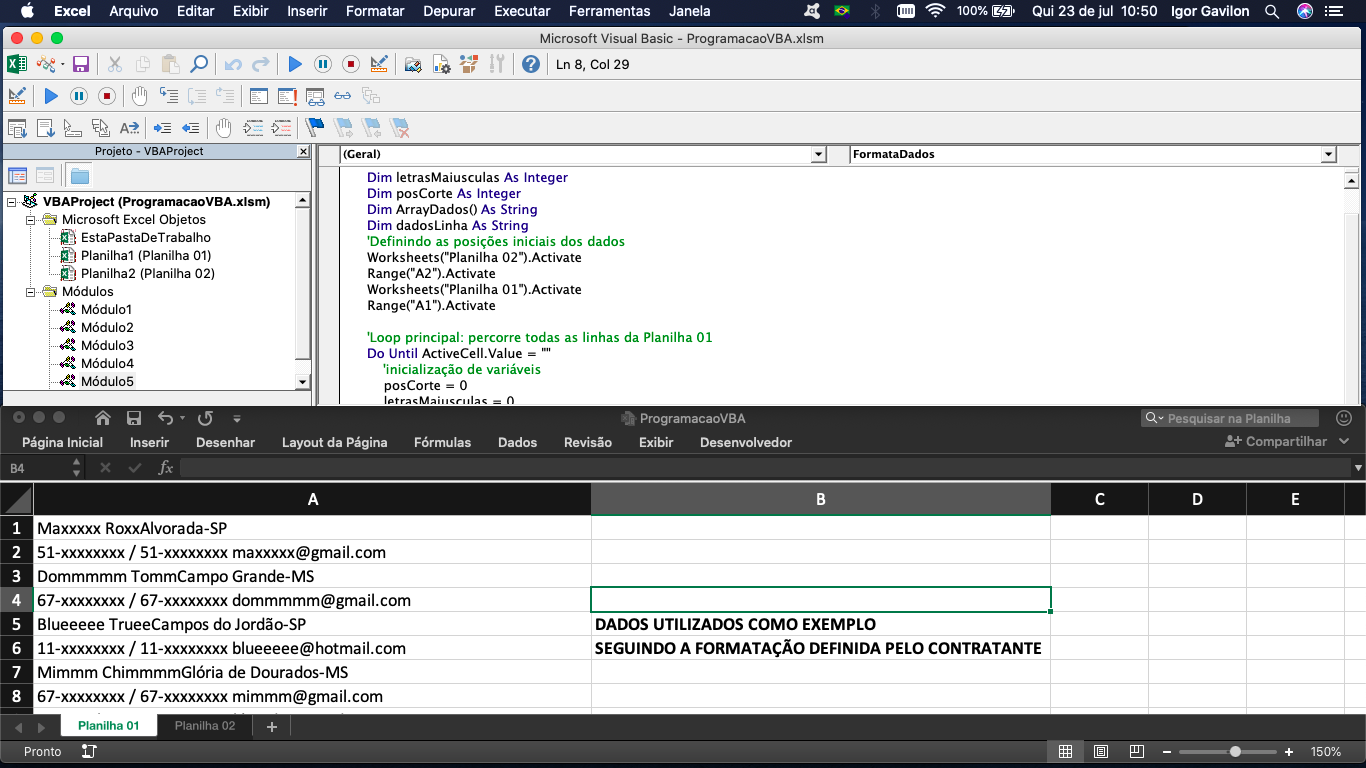 Excel Arquivo Editar Exibir Inserir Formatar Depurar Executar Ferramentas Janela 100% Qui 23 de jul 10:50 Igor Gavilon
Microsoft Visual Basic - ProgramacaoVBA.xlsm
Ln 8, Col 29
Projeto - VBAProject
(Geral) FormataDados
VBAProject (ProgramacaoVBA.xlsm)
Microsoft Excel Objetos
EstaPastaDeTrabalho
Planilha1 (Planilha 01)
Planilha2 (Planilha 02)
Módulos
Módulo1
Módulo2
Módulo3
Módulo4
Módulo5
Dim letrasMaiusculas As Integer
Dim posCorte As Integer
Dim ArrayDados() As String
Dim dadosLinha As String
'Definindo as posições iniciais dos dados
Worksheets("Planilha 02").Activate
Range("A2").Activate
Worksheets("Planilha 01").Activate
Range("A1").Activate
'Loop principal: percorre todas as linhas da Planilha 01
Do Until ActiveCell.Value = ""
'inicialização de variáveis
posCorte = 0
letrasMaiusculas = 0
ProgramacaoVBA
Pesquisar na Planilha
Página Inicial Inserir Desenhar Layout da Página Fórmulas Dados Revisão Exibir Desenvolvedor Compartilhar
B4 fx
A B C D E
1 Maxxxxx RoxxAlvorada-SP
2 51-xxxxxxxx / 51-xxxxxxxx maxxxxx@gmail.com
3 Dommmmm TommCampo Grande-MS
4 67-xxxxxxxx / 67-xxxxxxxx dommmmm@gmail.com
5 Blueeeee TrueeCampos do Jordão-SP DADOS UTILIZADOS COMO EXEMPLO
6 11-xxxxxxxx / 11-xxxxxxxx blueeeee@hotmail.com SEGUINDO A FORMATAÇÃO DEFINIDA PELO CONTRATANTE
7 Mimmm ChimmmmGlória de Dourados-MS
8 67-xxxxxxxx / 67-xxxxxxxx mimmm@gmail.com
Planilha 01 Planilha 02 +
Pronto 150%